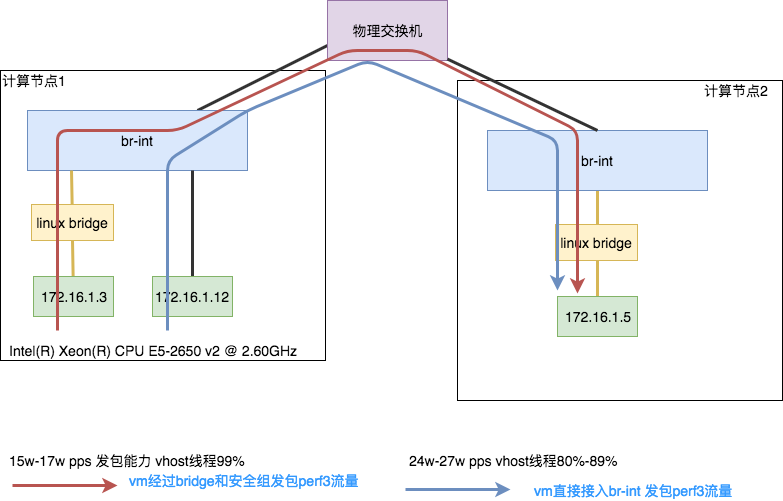 物理交换机
计算节点1
计算节点2
br-int
br-int
linux bridge
linux bridge
172.16.1.3
172.16.1.12
172.16.1.5
Intel(R) Xeon(R) CPU E5-2650 v2 @ 2.60GHz
15w-17w pps 发包能力 vhost线程99%
24w-27w pps vhost线程80%-89%
vm经过bridge和安全组发包perf3流量
vm直接接入br-int 发包perf3流量